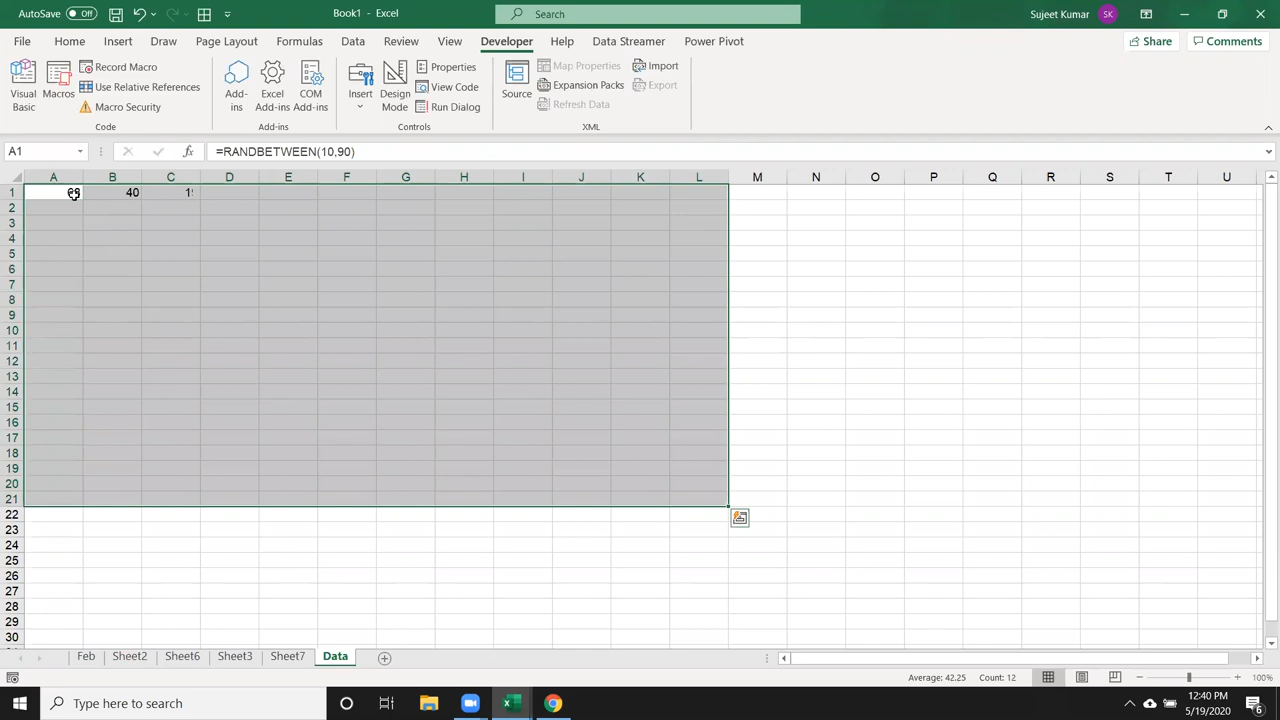 AutoSave Off Book1 - Excel Search Sujeet Kumar SK
File Home Insert Draw Page Layout Formulas Data Review View Developer Help Data Streamer Power Pivot Share Comments
Visual Basic Macros Record Macro Use Relative References Macro Security Code
Add-ins Excel Add-ins COM Add-ins Add-ins
Insert Design Mode Properties View Code Run Dialog Controls
Source Map Properties Expansion Packs Refresh Data Import Export XML
A1 fx =RANDBETWEEN(10,90)
A B C D E F G H I J K L M N O P Q R S T U
1 40
2
3
4
5
6
7
8
9
10
11
12
13
14
15
16
17
18
19
20
21
22
23
24
25
26
27
28
29
30
Feb Sheet2 Sheet6 Sheet3 Sheet7 Data
Average: 42.25 Count: 12 100%
Type here to search 12:40 PM
5/19/2020 6